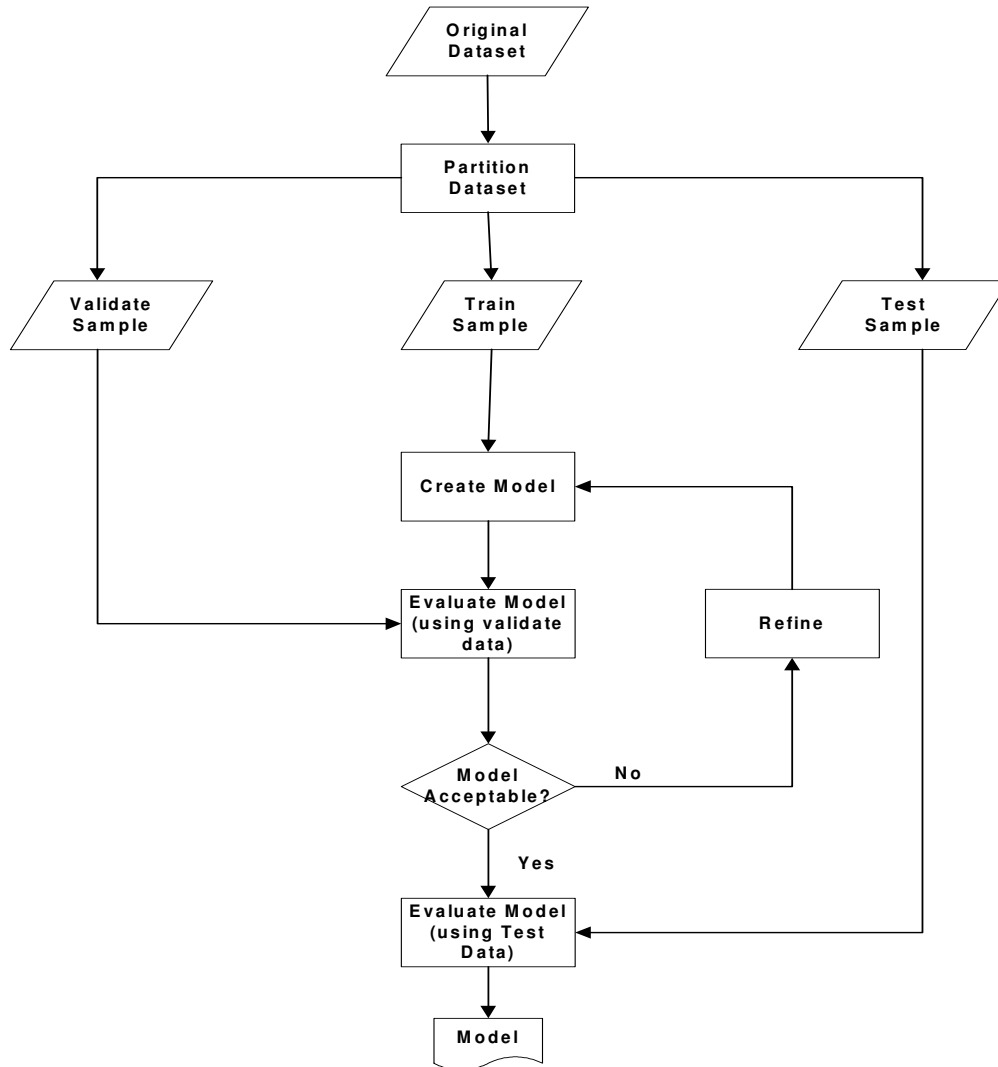 Original
Dataset
Partition
Dataset
Validate
Sample
Train
Sample
Test
Sample
Create Model
Evaluate Model
(using validate
data)
Refine
Model
Acceptable?
No
Yes
Evaluate Model
(using Test
Data)
Model